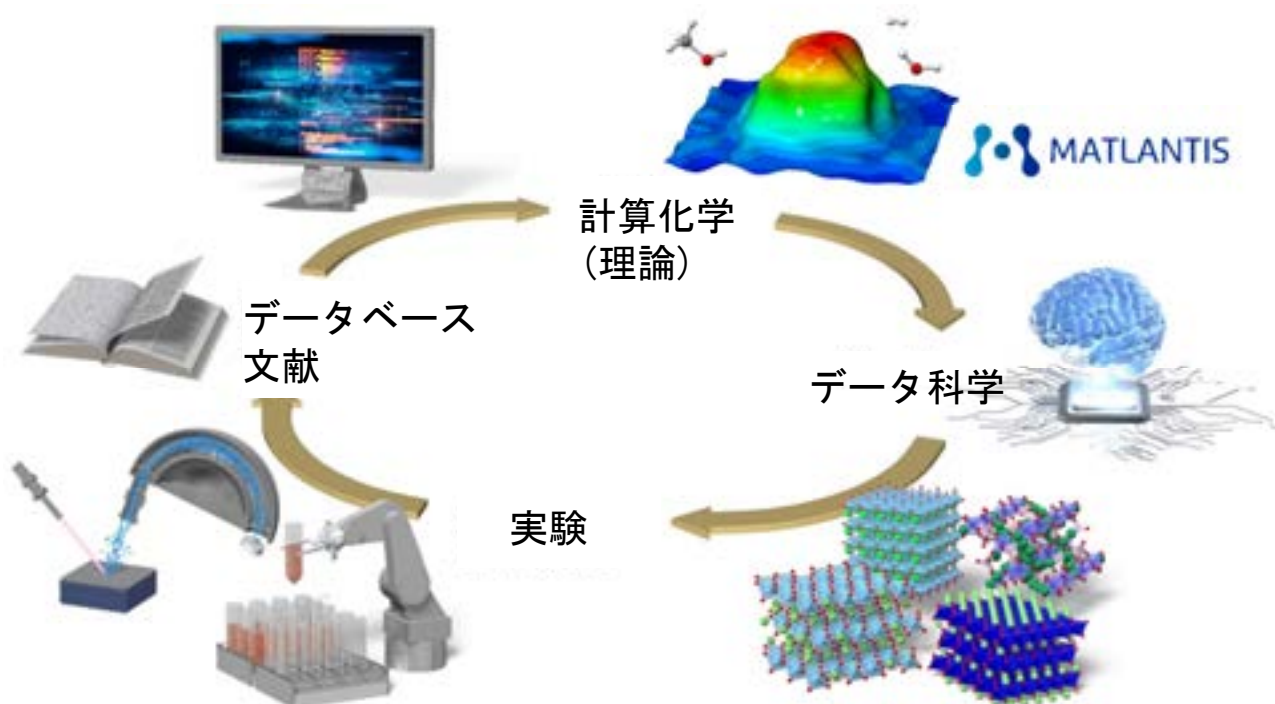 MATLANTIS
計算化学
(理論)
データベース
文献
データ科学
実験